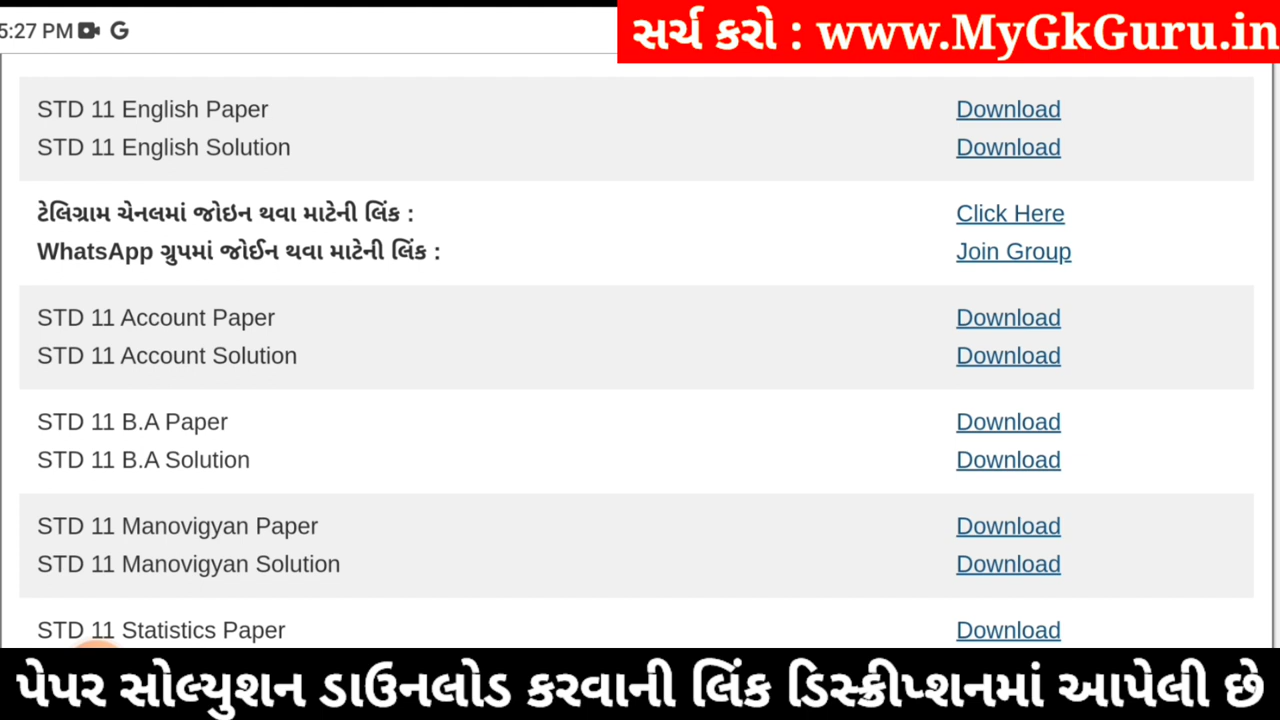 5:27 PM G
સર્ચ કરો : www.MyGkGuru.in
STD 11 English Paper Download
STD 11 English Solution Download
ટેલિગ્રામ ચેનલમાં જોઇન થવા માટેની લિંક : Click Here
WhatsApp ગ્રુપમાં જોઈન થવા માટેની લિંક : Join Group
STD 11 Account Paper Download
STD 11 Account Solution Download
STD 11 B.A Paper Download
STD 11 B.A Solution Download
STD 11 Manovigyan Paper Download
STD 11 Manovigyan Solution Download
STD 11 Statistics Paper Download
પેપર સોલ્યુશન ડાઉનલોડ કરવાની લિંક ડિસ્ક્રીપ્શનમાં આપેલી છે